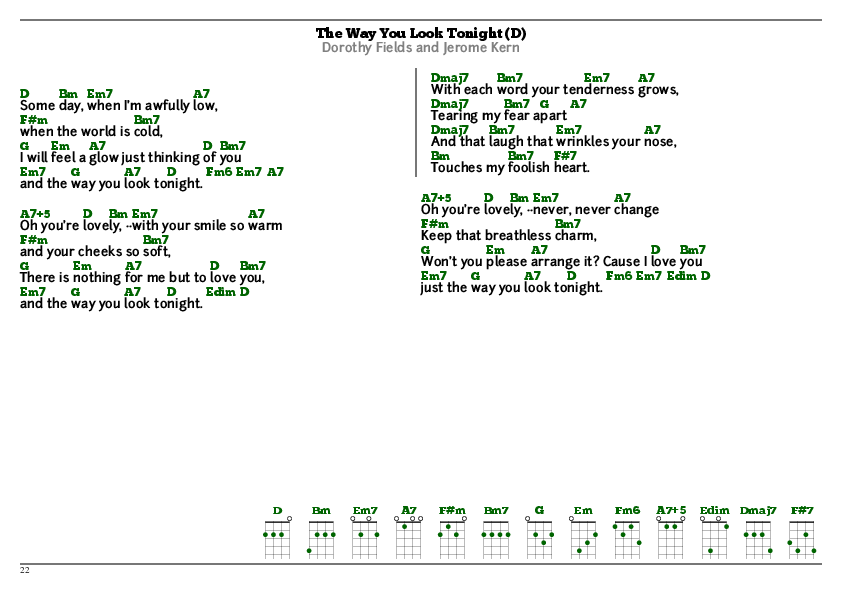 The Way You Look Tonight (D)
Dorothy Fields and Jerome Kern
D Bm Em7 A7
Some day, when I'm awfully low,
F#m Bm7
when the world is cold,
G Em A7 D Bm7
I will feel a glow just thinking of you
Em7 G A7 D Fm6 Em7 A7
and the way you look tonight.
A7+5 D Bm Em7 A7
Oh you're lovely, --with your smile so warm
F#m Bm7
and your cheeks so soft,
G Em A7 D Bm7
There is nothing for me but to love you,
Em7 G A7 D Edim D
and the way you look tonight.
Dmaj7 Bm7 Em7 A7
With each word your tenderness grows,
Dmaj7 Bm7 G A7
Tearing my fear apart
Dmaj7 Bm7 Em7 A7
And that laugh that wrinkles your nose,
Bm Bm7 F#7
Touches my foolish heart.
A7+5 D Bm Em7 A7
Oh you're lovely, --never, never change
F#m Bm7
Keep that breathless charm,
G Em A7 D Bm7
Won't you please arrange it? Cause I love you
Em7 G A7 D Fm6 Em7 Edim D
just the way you look tonight.
D Bm Em7 A7 F#m Bm7 G Em Fm6 A7+5 Edim Dmaj7 F#7
22